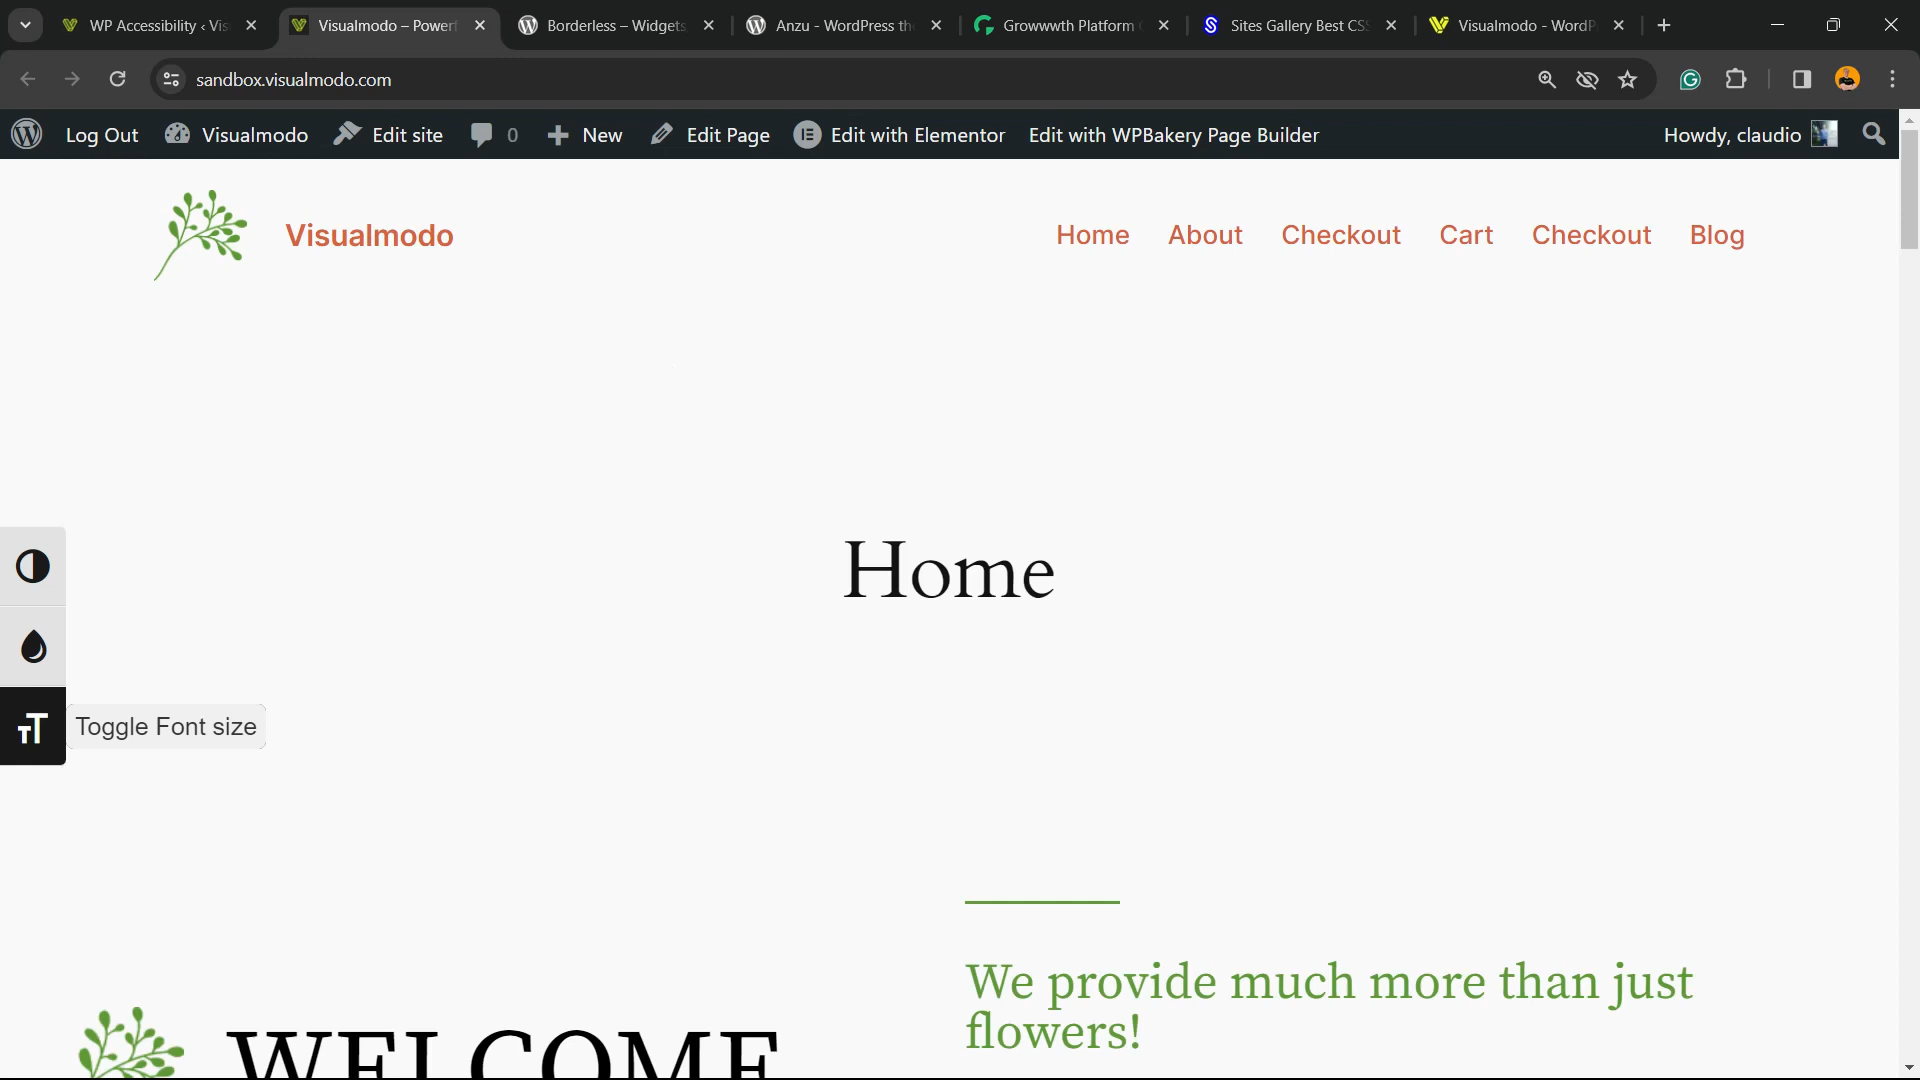 WP Accessibility ‹ Vis
Visualmodo – Powerf
Borderless – Widgets,
Anzu - WordPress th
Growwwth Platform
Sites Gallery Best CSS
Visualmodo - WordP
sandbox.visualmodo.com
Log Out
Visualmodo
Edit site
0
New
Edit Page
Edit with Elementor
Edit with WPBakery Page Builder
Howdy, claudio
Visualmodo
Home
About
Checkout
Cart
Checkout
Blog
Home
Toggle Font size
We provide much more than just
flowers!
WELCOME